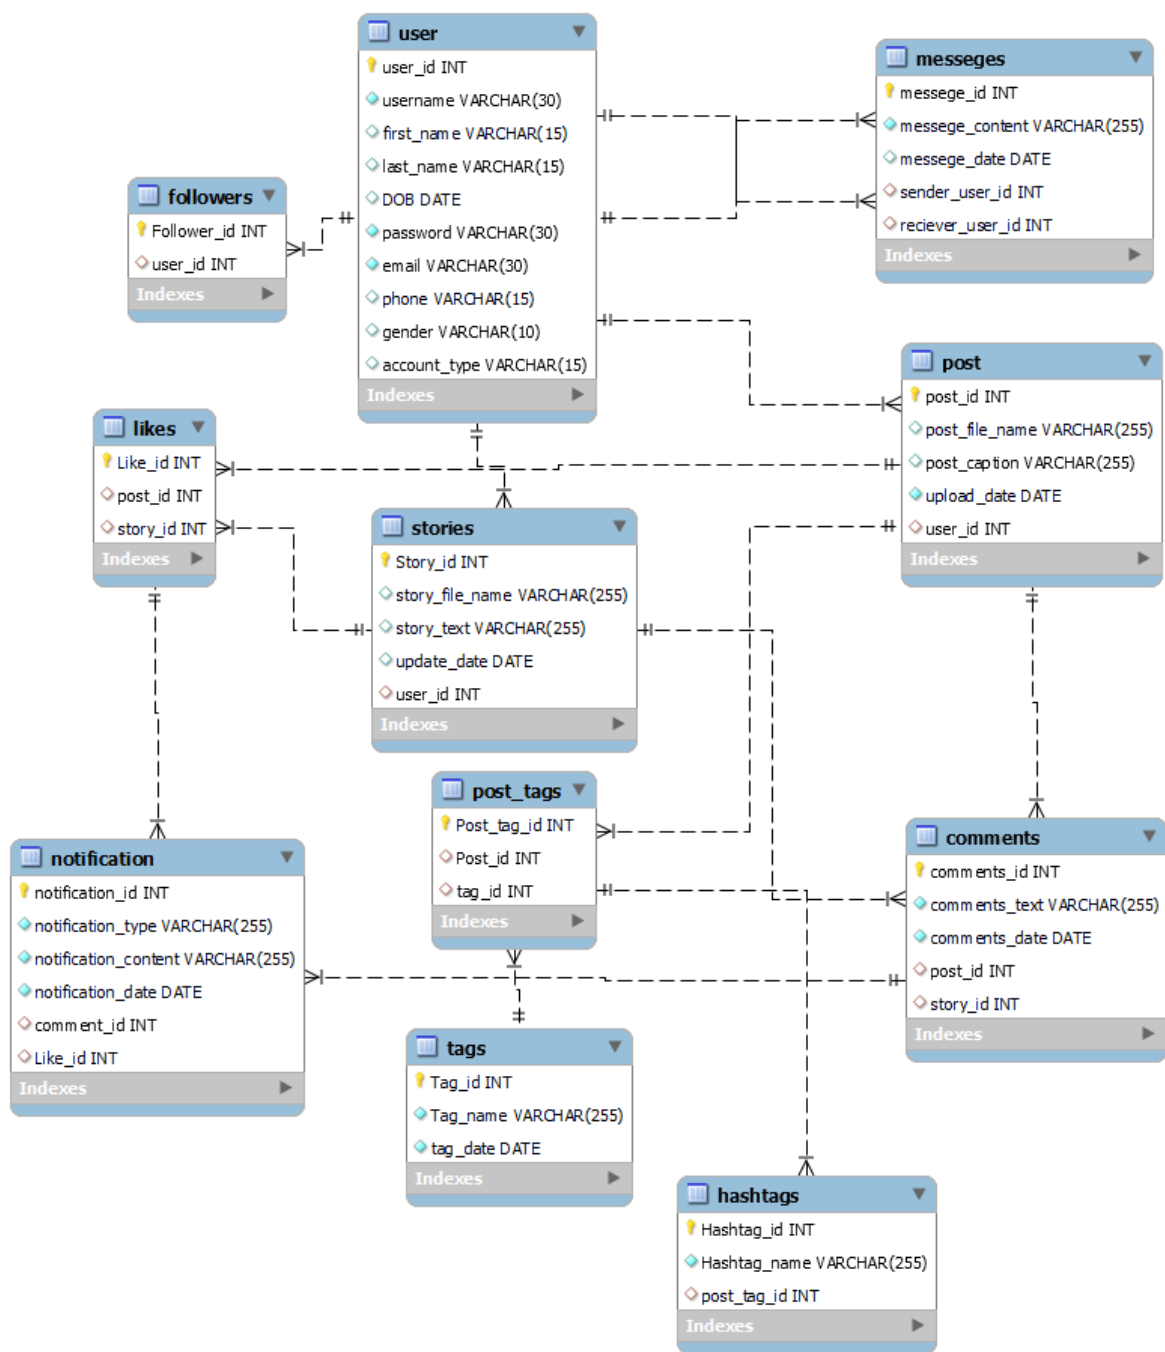 user
user_id INT
username VARCHAR(30)
first_name VARCHAR(15)
last_name VARCHAR(15)
DOB DATE
password VARCHAR(30)
email VARCHAR(30)
phone VARCHAR(15)
gender VARCHAR(10)
account_type VARCHAR(15)
Indexes
messeges
messege_id INT
messege_content VARCHAR(255)
messege_date DATE
sender_user_id INT
reciever_user_id INT
Indexes
followers
Follower_id INT
user_id INT
Indexes
post
post_id INT
post_file_name VARCHAR(255)
post_caption VARCHAR(255)
upload_date DATE
user_id INT
Indexes
likes
Like_id INT
post_id INT
story_id INT
Indexes
stories
Story_id INT
story_file_name VARCHAR(255)
story_text VARCHAR(255)
update_date DATE
user_id INT
Indexes
post_tags
Post_tag_id INT
Post_id INT
tag_id INT
Indexes
notification
notification_id INT
notification_type VARCHAR(255)
notification_content VARCHAR(255)
notification_date DATE
comment_id INT
Like_id INT
Indexes
comments
comments_id INT
comments_text VARCHAR(255)
comments_date DATE
post_id INT
story_id INT
Indexes
tags
Tag_id INT
Tag_name VARCHAR(255)
tag_date DATE
Indexes
hashtags
Hashtag_id INT
Hashtag_name VARCHAR(255)
post_tag_id INT
Indexes